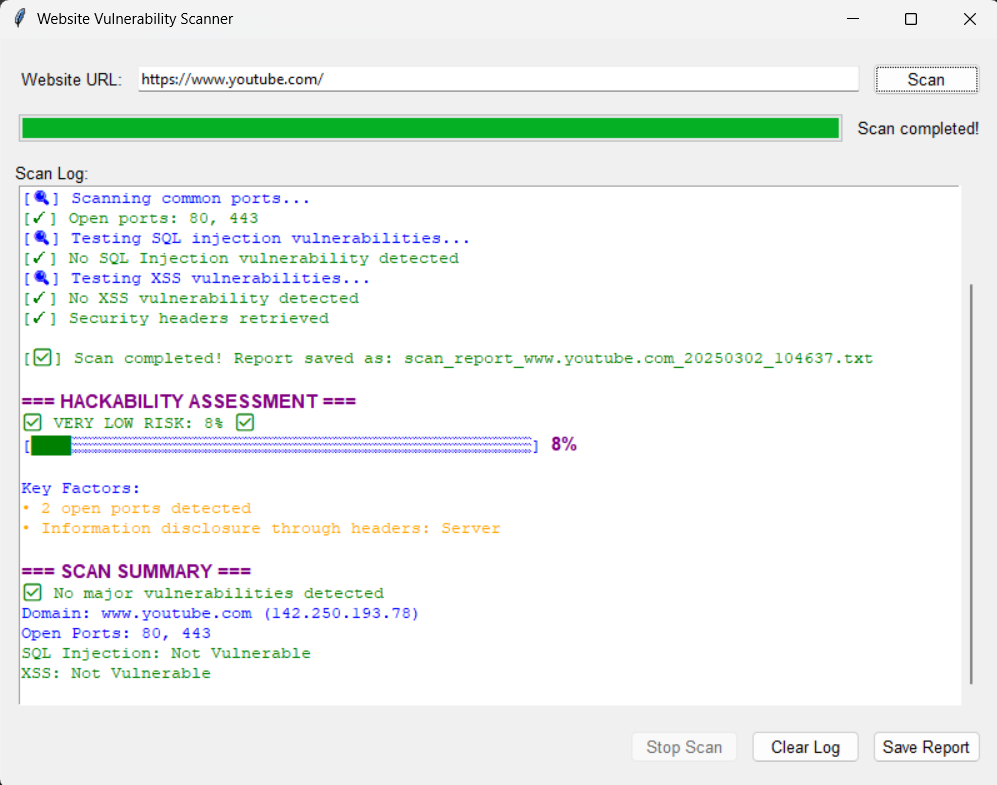 Website Vulnerability Scanner
Website URL: https://www.youtube.com/ Scan
Scan completed!
Scan Log:
[🔍] Scanning common ports...
[✓] Open ports: 80, 443
[🔍] Testing SQL injection vulnerabilities...
[✓] No SQL Injection vulnerability detected
[🔍] Testing XSS vulnerabilities...
[✓] No XSS vulnerability detected
[✓] Security headers retrieved
[✅] Scan completed! Report saved as: scan_report_www.youtube.com_20250302_104637.txt
=== HACKABILITY ASSESSMENT ===
✅ VERY LOW RISK: 8% ✅
[████░░░░░░░░░░░░░░░░░░░░░░░░░░░░░░░░░░░░░░░░░░░░░░] 8%
Key Factors:
• 2 open ports detected
• Information disclosure through headers: Server
=== SCAN SUMMARY ===
✅ No major vulnerabilities detected
Domain: www.youtube.com (142.250.193.78)
Open Ports: 80, 443
SQL Injection: Not Vulnerable
XSS: Not Vulnerable
Stop Scan Clear Log Save Report